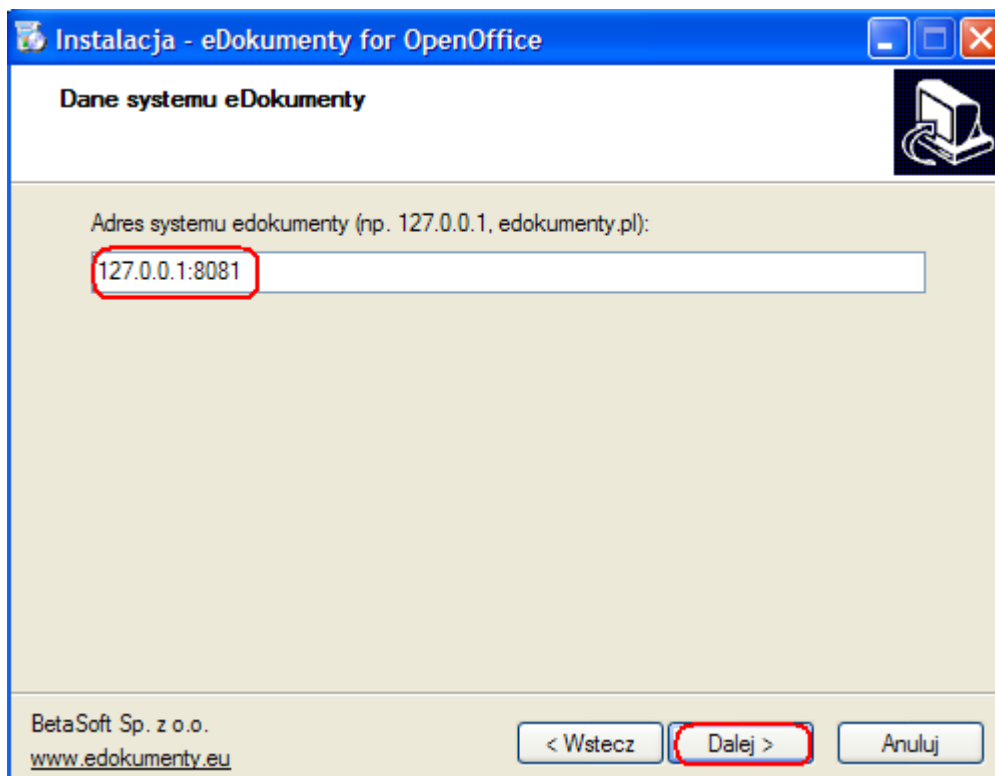 Instalacja - eDokumenty for OpenOffice
Dane systemu eDokumenty
Adres systemu edokumenty (np. 127.0.0.1, edokumenty.pl):
127.0.0.1:8081
BetaSoft Sp. z o.o.
www.edokumenty.eu
< Wstecz
Dalej >
Anuluj